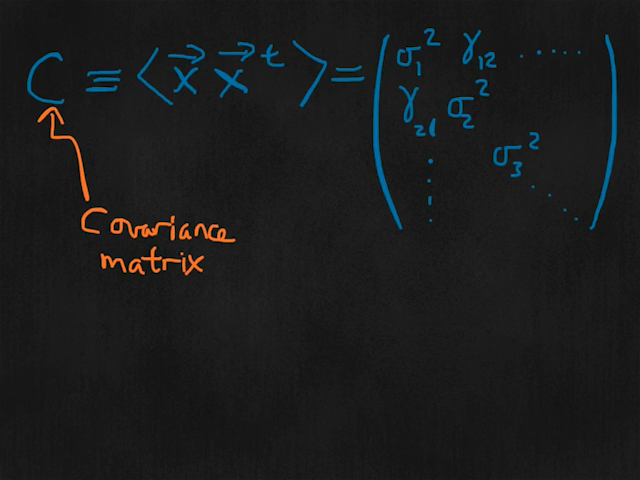 C ≡ ⟨x⃗ x⃗ᵗ⟩ = ( σ₁² γ₁₂ ·····
γ₂₁ σ₂²
σ₃² )
Covariance
matrix